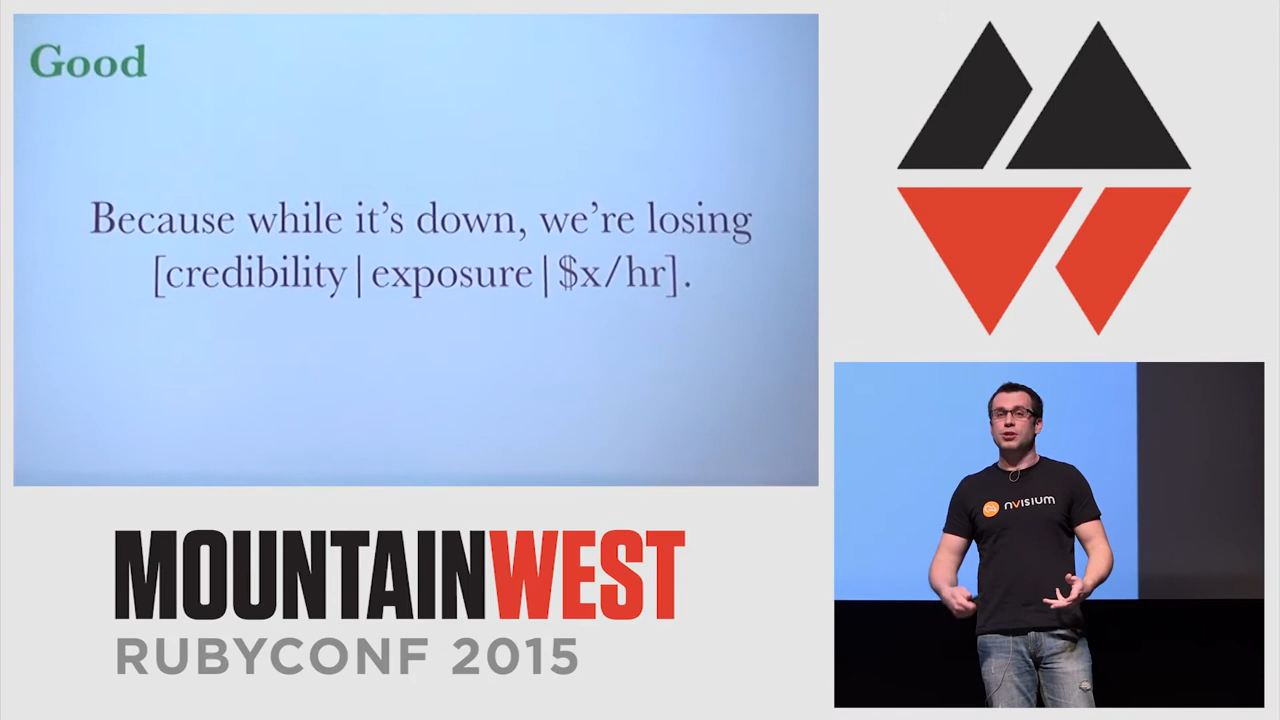 Good
Because while it’s down, we’re losing
[credibility|exposure|$x/hr].
nVISIUM
MOUNTAINWEST
RUBYCONF 2015